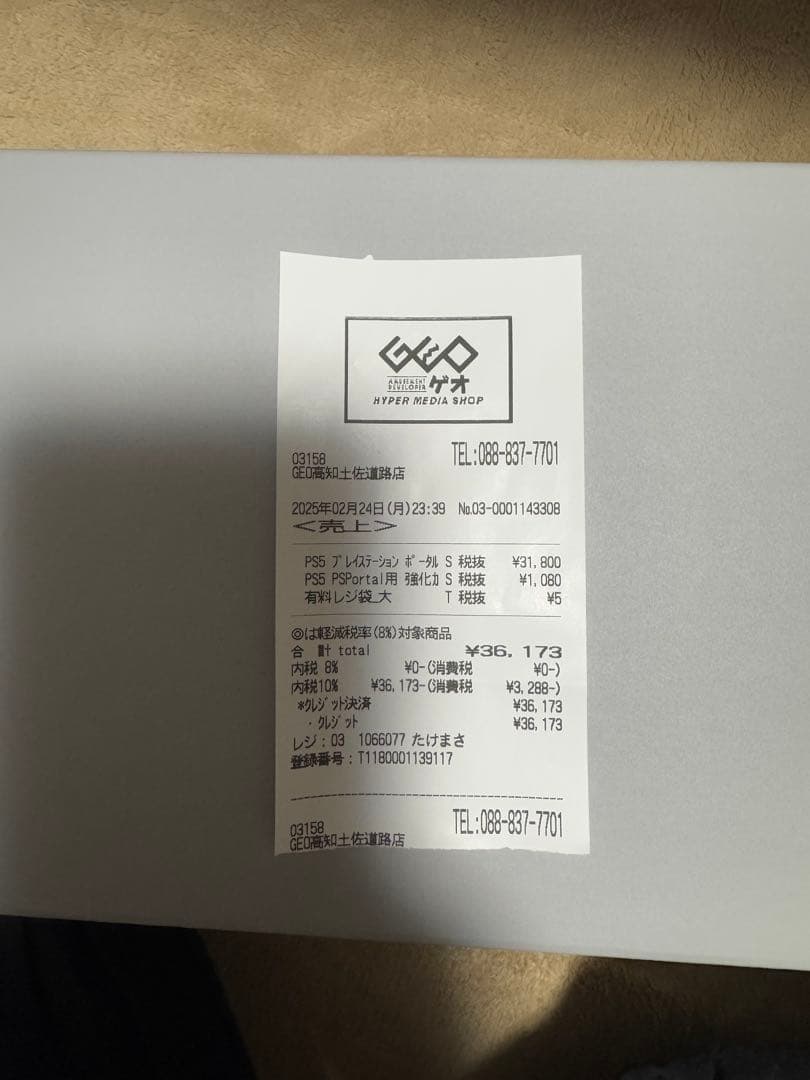 GEO
AMUSEMENT
DEVELOPER ゲオ
HYPER MEDIA SHOP
03158 TEL:088-837-7701
GEO高知土佐道路店
2025年02月24日(月)23:39 №03-0001143308
<売上>
PS5 プレイステーション ポータル S 税抜 ¥31,800
PS5 PSPortal用 強化ガ S 税抜 ¥1,080
有料レジ袋_大 T 税抜 ¥5
◎は軽減税率(8%)対象商品
合 計 total ¥36,173
内税 8% ¥0-(消費税 ¥0-)
内税10% ¥36,173-(消費税 ¥3,288-)
*クレジット決済 ¥36,173
・クレジット ¥36,173
レジ:03 1066077 たけまさ
登録番号:T1180001139117
03158 TEL:088-837-7701
GEO高知土佐道路店